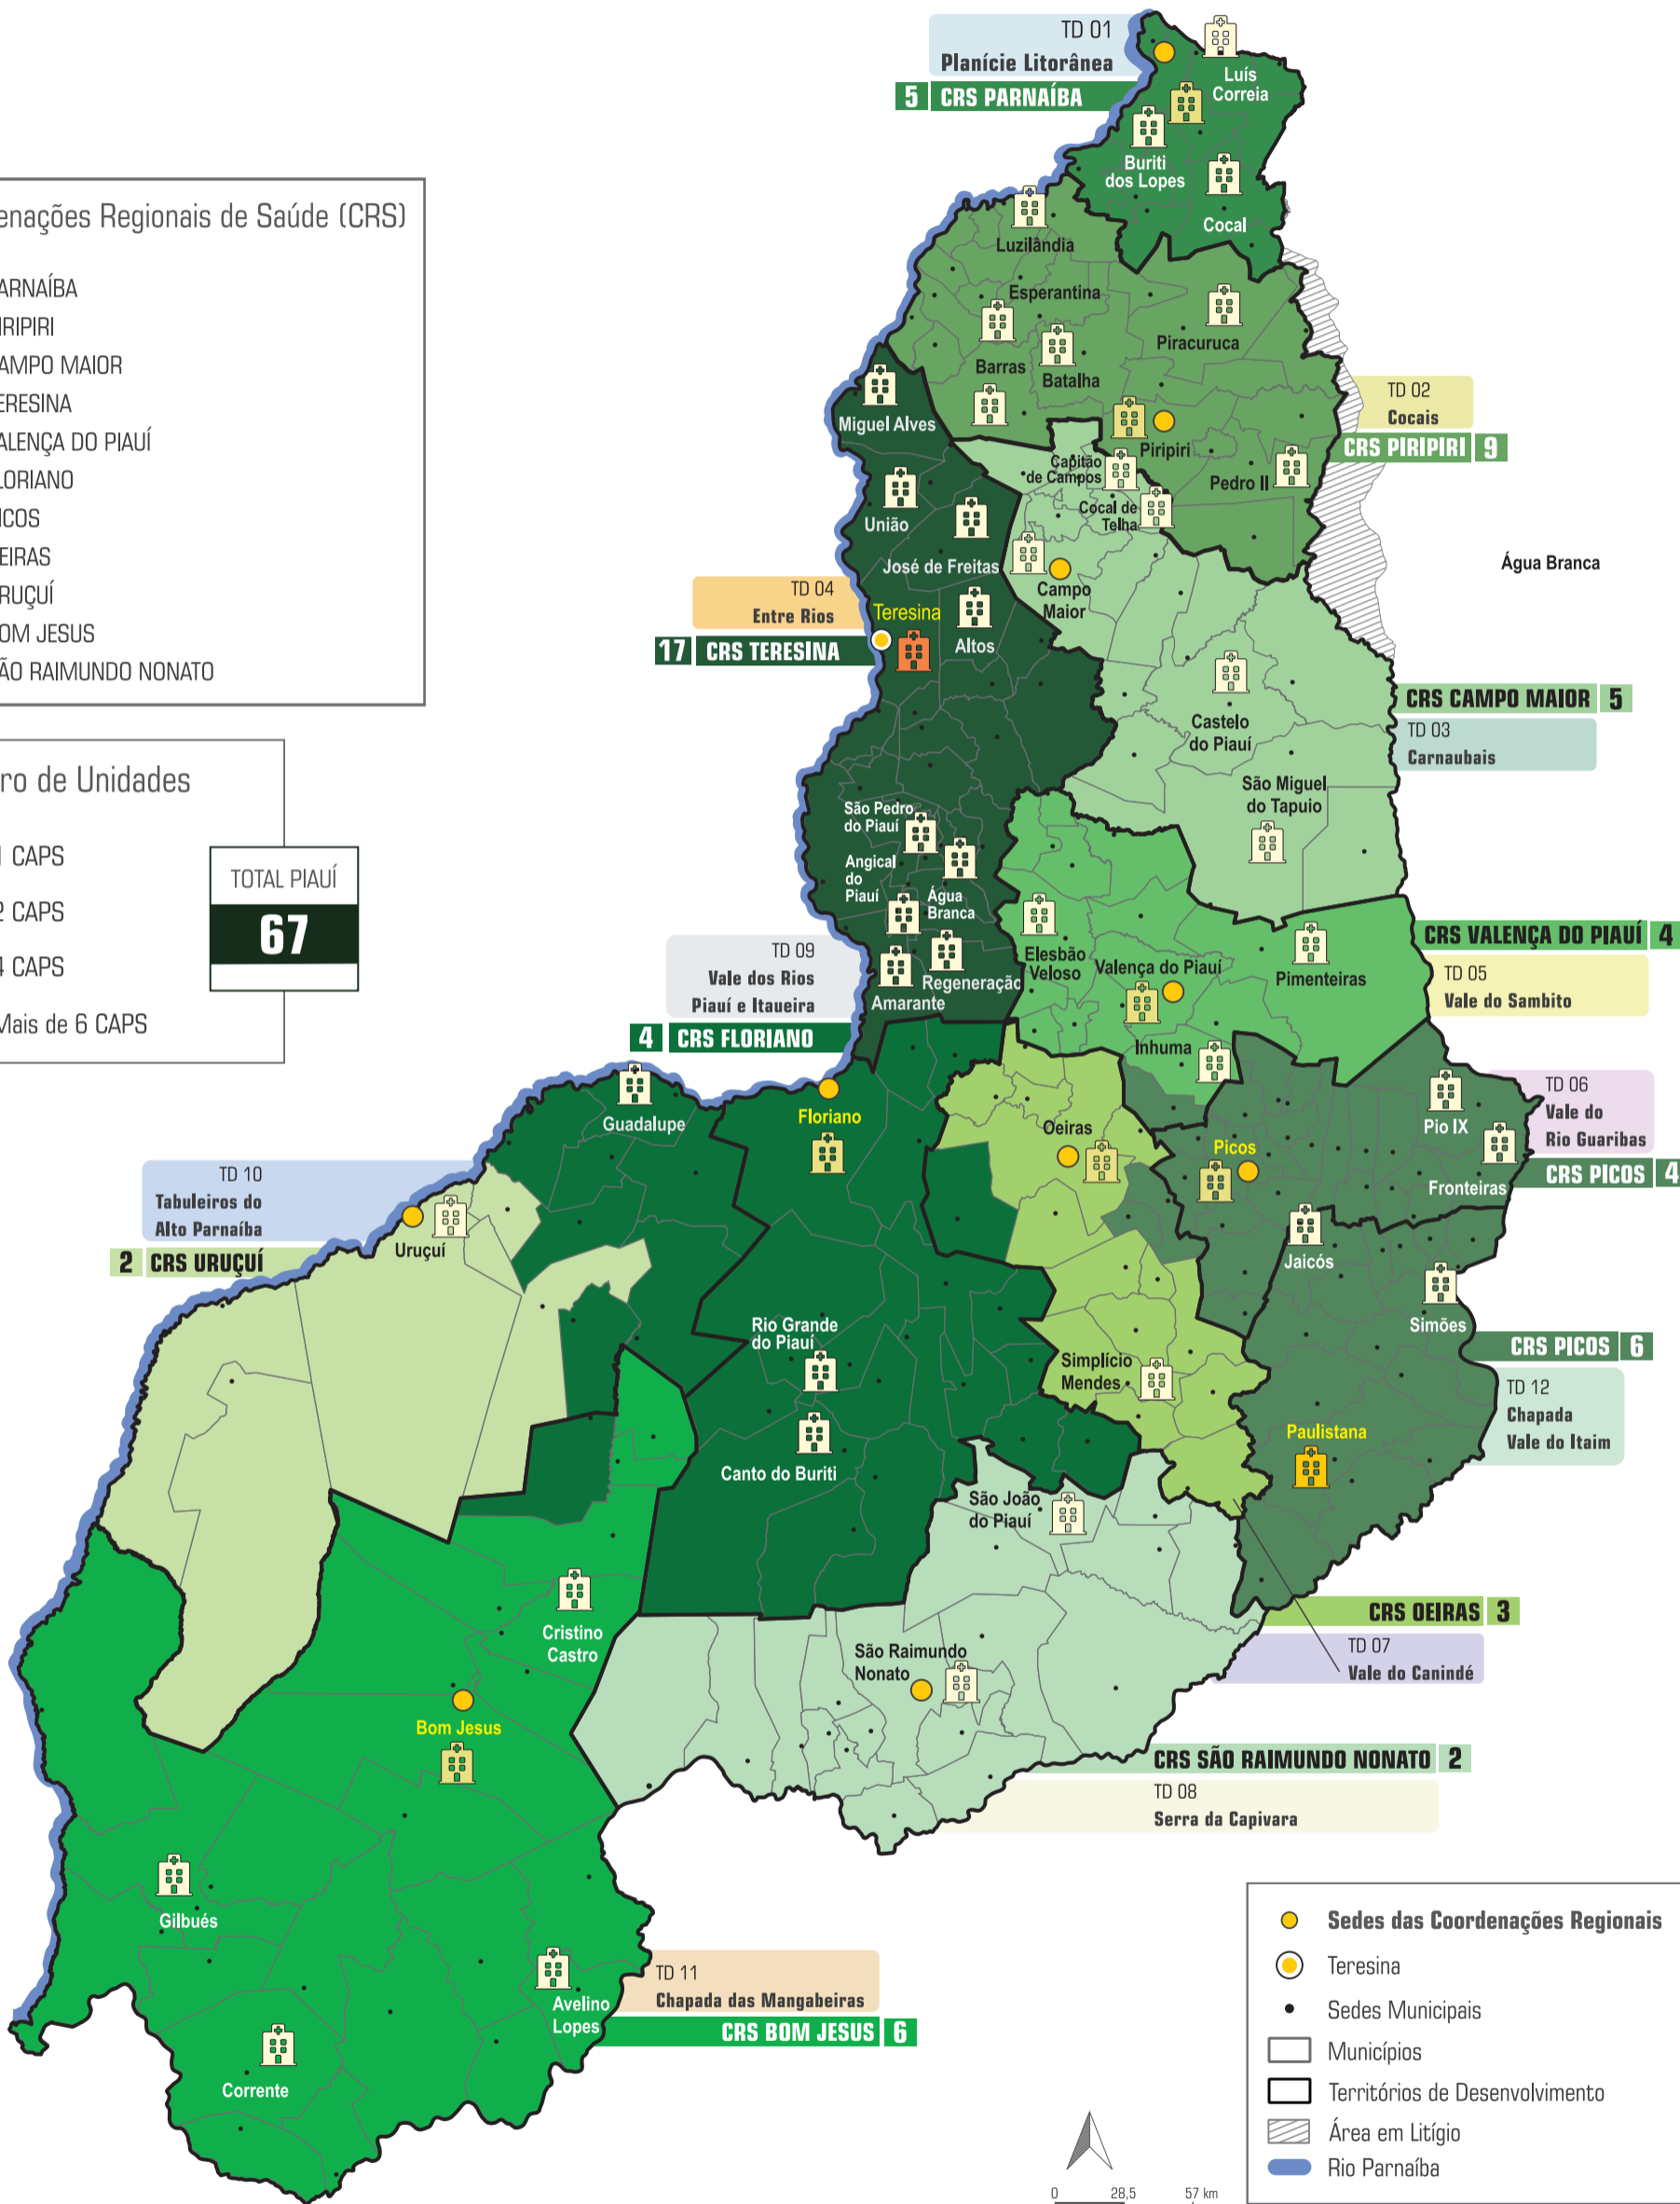 TD 01
Planície Litorânea
5 CRS PARNAÍBA
Luís
Correia
Buriti
dos Lopes
Cocal
enações Regionais de Saúde (CRS)
ARNAÍBA
IRIPIRI
AMPO MAIOR
ERESINA
ALENÇA DO PIAUÍ
LORIANO
ICOS
EIRAS
RUÇUÍ
OM JESUS
ÃO RAIMUNDO NONATO
Luzilândia
Esperantina
Piracuruca
Barras
Batalha
TD 02
Cocais
CRS PIRIPIRI 9
Miguel Alves
Piripiri
Capitão
de Campos
Pedro II
Cocal de
Telha
União
José de Freitas
Água Branca
Campo
Maior
TD 04
Entre Rios
17 CRS TERESINA
Teresina
Altos
CRS CAMPO MAIOR 5
TD 03
Carnaubais
Castelo
do Piauí
São Miguel
do Tapuio
ro de Unidades
1 CAPS
2 CAPS
4 CAPS
Mais de 6 CAPS
TOTAL PIAUÍ
67
São Pedro
do Piauí
Angical
do
Piauí
Água
Branca
Regeneração
Amarante
Elesbão
Veloso
Valença do Piauí
Pimenteiras
Inhuma
CRS VALENÇA DO PIAUÍ 4
TD 05
Vale do Sambito
TD 09
Vale dos Rios
Piauí e Itaueira
4 CRS FLORIANO
Guadalupe
Floriano
Oeiras
Picos
Pio IX
Fronteiras
TD 06
Vale do
Rio Guaribas
CRS PICOS 4
TD 10
Tabuleiros do
Alto Parnaíba
2 CRS URUÇUÍ
Uruçuí
Jaicós
Simões
Rio Grande
do Piauí
Simplício
Mendes
CRS PICOS 6
TD 12
Chapada
Vale do Itaim
Paulistana
Canto do Buriti
São João
do Piauí
CRS OEIRAS 3
TD 07
Vale do Canindé
Cristino
Castro
São Raimundo
Nonato
Bom Jesus
CRS SÃO RAIMUNDO NONATO 2
TD 08
Serra da Capivara
Gilbués
TD 11
Chapada das Mangabeiras
CRS BOM JESUS 6
Avelino
Lopes
Corrente
Sedes das Coordenações Regionais
Teresina
Sedes Municipais
Municípios
Territórios de Desenvolvimento
Área em Litígio
Rio Parnaíba
0 28,5 57 km